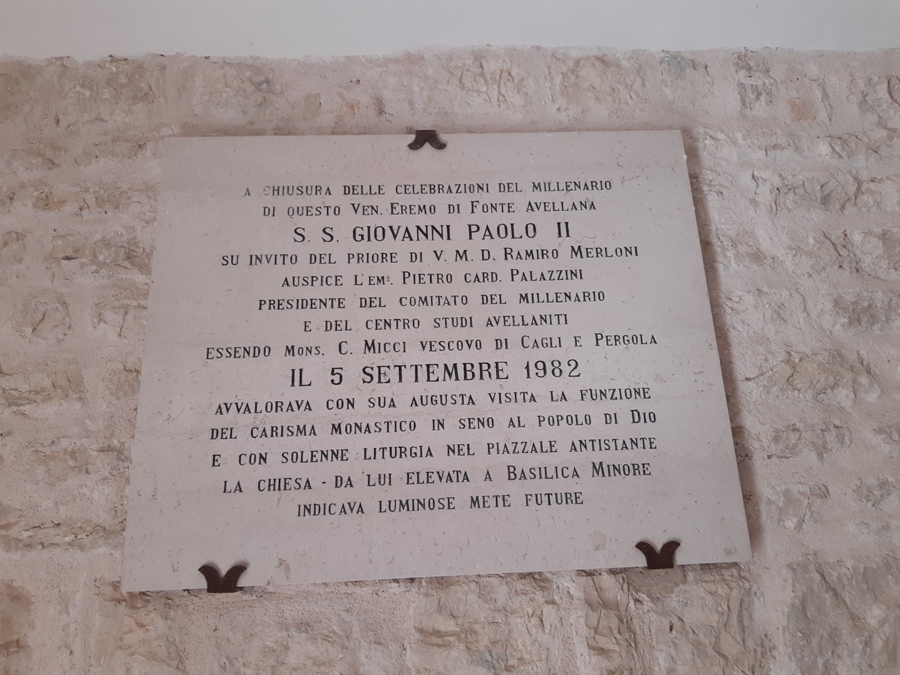 A CHIUSURA DELLE CELEBRAZIONI DEL MILLENARIO
DI QUESTO VEN. EREMO DI FONTE AVELLANA
S. S. GIOVANNI PAOLO II
SU INVITO DEL PRIORE DI V. M. D. RAMIRO MERLONI
AUSPICE L'EMº. PIETRO CARD. PALAZZINI
PRESIDENTE DEL COMITATO DEL MILLENARIO
E DEL CENTRO STUDI AVELLANITI
ESSENDO MONS. C. MICCI VESCOVO DI CAGLI E PERGOLA
IL 5 SETTEMBRE 1982
AVVALORAVA CON SUA AUGUSTA VISITA LA FUNZIONE
DEL CARISMA MONASTICO IN SENO AL POPOLO DI DIO
E CON SOLENNE LITURGIA NEL PIAZZALE ANTISTANTE
LA CHIESA - DA LUI ELEVATA A BASILICA MINORE
INDICAVA LUMINOSE METE FUTURE